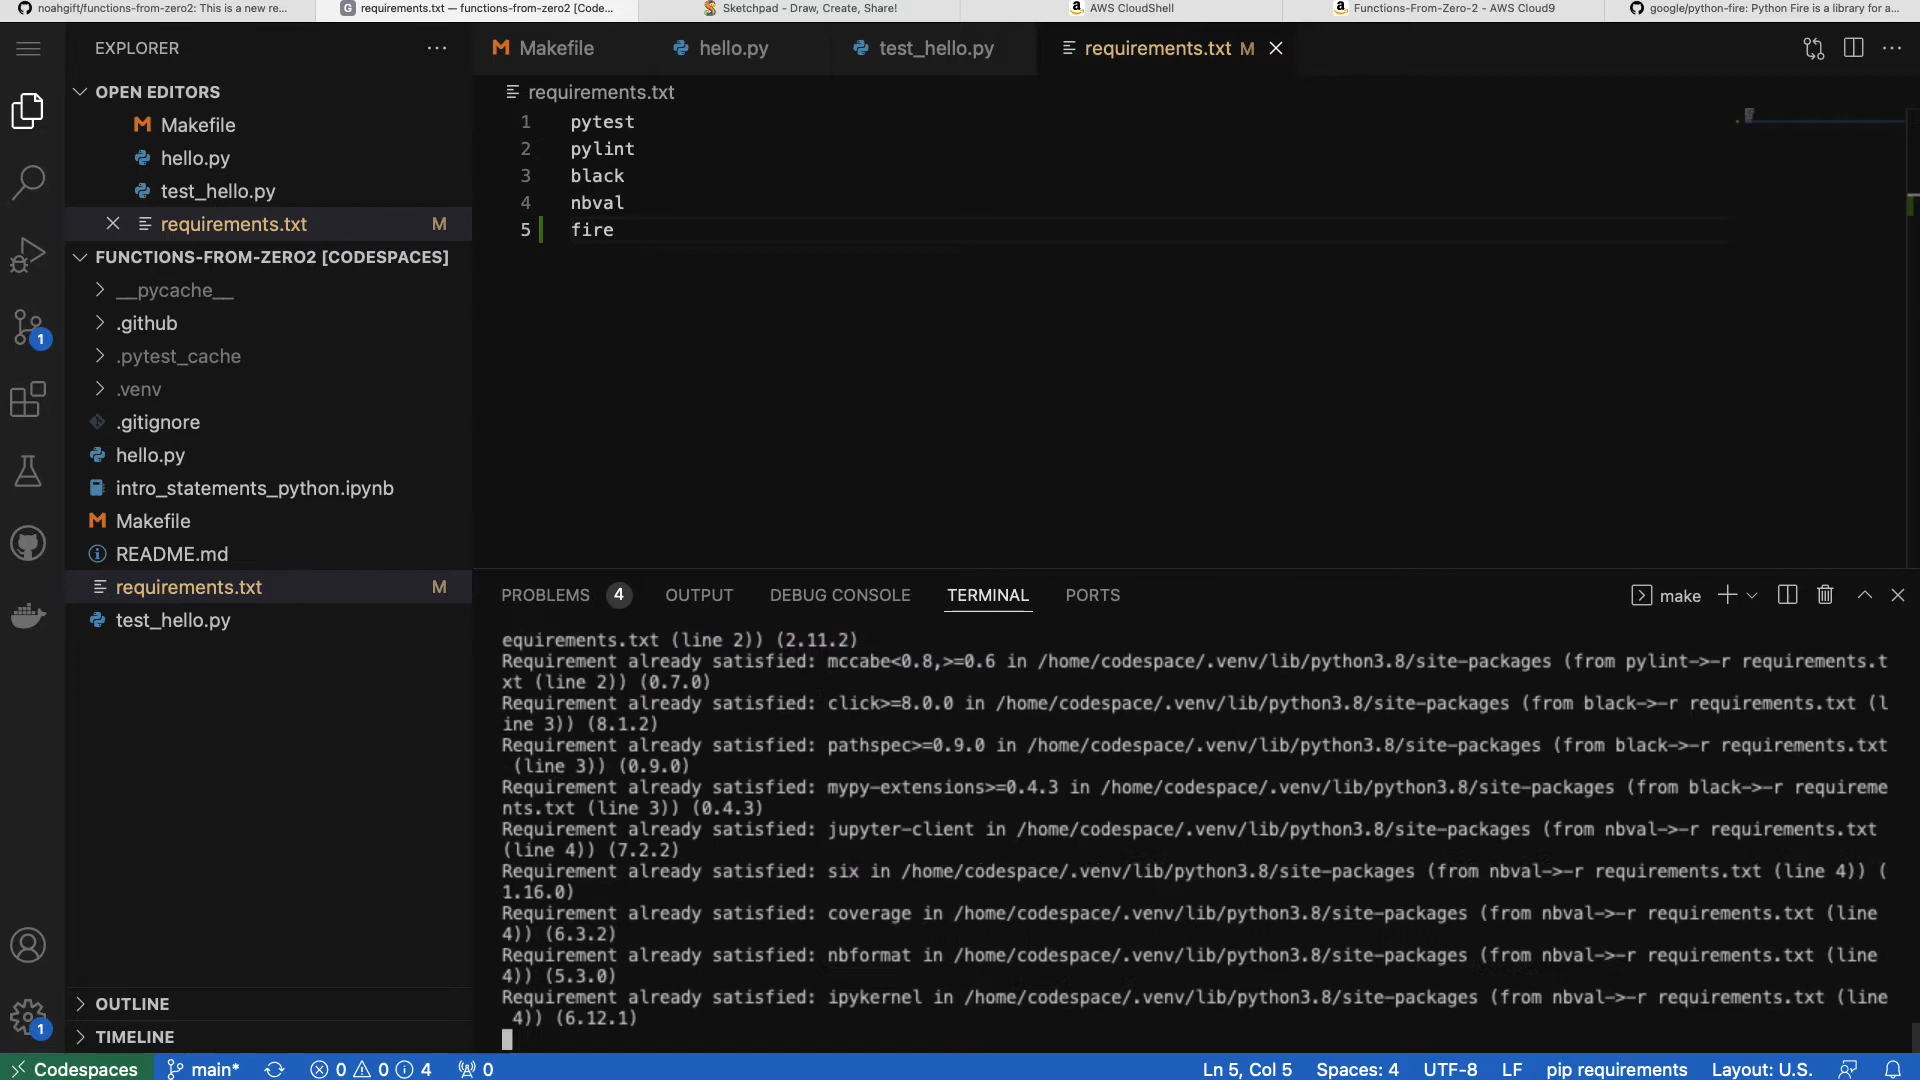 noahgift/functions-from-zero2: This is a new re...
requirements.txt — functions-from-zero2 [Code...
Sketchpad - Draw, Create, Share!
AWS CloudShell
Functions-From-Zero-2 - AWS Cloud9
google/python-fire: Python Fire is a library for a...
EXPLORER
OPEN EDITORS
Makefile
hello.py
test_hello.py
requirements.txt M
FUNCTIONS-FROM-ZERO2 [CODESPACES]
__pycache__
.github
.pytest_cache
.venv
.gitignore
hello.py
intro_statements_python.ipynb
Makefile
README.md
requirements.txt M
test_hello.py
OUTLINE
TIMELINE
1
1
Makefile hello.py test_hello.py requirements.txt M
requirements.txt
1 pytest
2 pylint
3 black
4 nbval
5 fire
PROBLEMS 4 OUTPUT DEBUG CONSOLE TERMINAL PORTS make
equirements.txt (line 2)) (2.11.2)
Requirement already satisfied: mccabe<0.8,>=0.6 in /home/codespace/.venv/lib/python3.8/site-packages (from pylint->-r requirements.t
xt (line 2)) (0.7.0)
Requirement already satisfied: click>=8.0.0 in /home/codespace/.venv/lib/python3.8/site-packages (from black->-r requirements.txt (l
ine 3)) (8.1.2)
Requirement already satisfied: pathspec>=0.9.0 in /home/codespace/.venv/lib/python3.8/site-packages (from black->-r requirements.txt
(line 3)) (0.9.0)
Requirement already satisfied: mypy-extensions>=0.4.3 in /home/codespace/.venv/lib/python3.8/site-packages (from black->-r requireme
nts.txt (line 3)) (0.4.3)
Requirement already satisfied: jupyter-client in /home/codespace/.venv/lib/python3.8/site-packages (from nbval->-r requirements.txt
(line 4)) (7.2.2)
Requirement already satisfied: six in /home/codespace/.venv/lib/python3.8/site-packages (from nbval->-r requirements.txt (line 4)) (
1.16.0)
Requirement already satisfied: coverage in /home/codespace/.venv/lib/python3.8/site-packages (from nbval->-r requirements.txt (line
4)) (6.3.2)
Requirement already satisfied: nbformat in /home/codespace/.venv/lib/python3.8/site-packages (from nbval->-r requirements.txt (line
4)) (5.3.0)
Requirement already satisfied: ipykernel in /home/codespace/.venv/lib/python3.8/site-packages (from nbval->-r requirements.txt (line
4)) (6.12.1)
Codespaces main* 0 0 4 0 Ln 5, Col 5 Spaces: 4 UTF-8 LF pip requirements Layout: U.S.